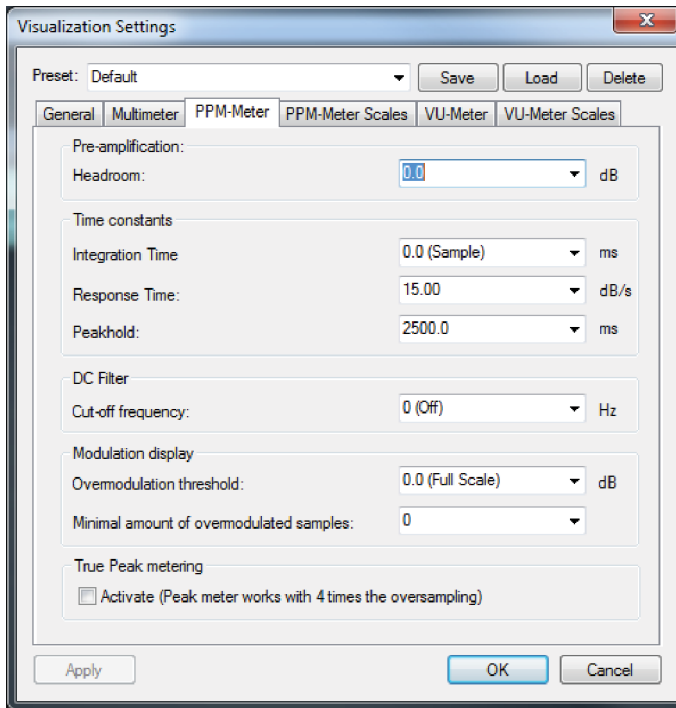 Visualization Settings
Preset: Default Save Load Delete
General Multimeter PPM-Meter PPM-Meter Scales VU-Meter VU-Meter Scales
Pre-amplification:
Headroom: 0.0 dB
Time constants
Integration Time 0.0 (Sample) ms
Response Time: 15.00 dB/s
Peakhold: 2500.0 ms
DC Filter
Cut-off frequency: 0 (Off) Hz
Modulation display
Overmodulation threshold: 0.0 (Full Scale) dB
Minimal amount of overmodulated samples: 0
True Peak metering
Activate (Peak meter works with 4 times the oversampling)
Apply OK Cancel